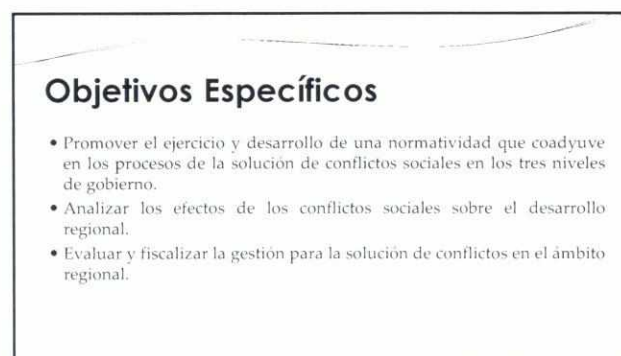 Objetivos Específicos
• Promover el ejercicio y desarrollo de una normatividad que coadyuve
en los procesos de la solución de conflictos sociales en los tres niveles
de gobierno.
• Analizar los efectos de los conflictos sociales sobre el desarrollo
regional.
• Evaluar y fiscalizar la gestión para la solución de conflictos en el ámbito
regional.